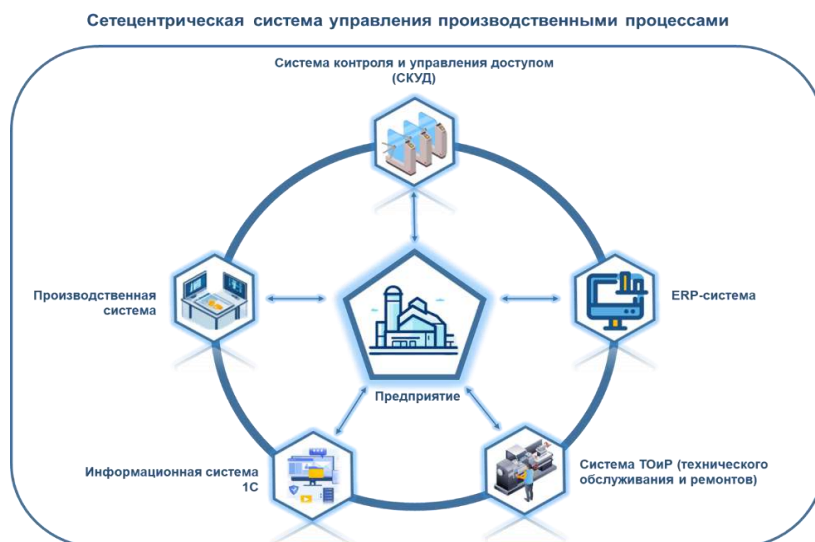 Сетецентрическая система управления производственными процессами
Система контроля и управления доступом
(СКУД)
Производственная
система
ERP-система
Предприятие
Информационная система
1С
Система ТОиР (технического
обслуживания и ремонтов)